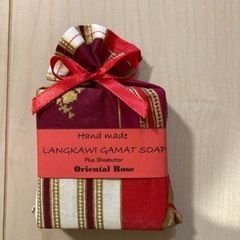 Hand made
LANGKAWI GAMAT SOAP
Plus Sheabutter
Oriental Rose